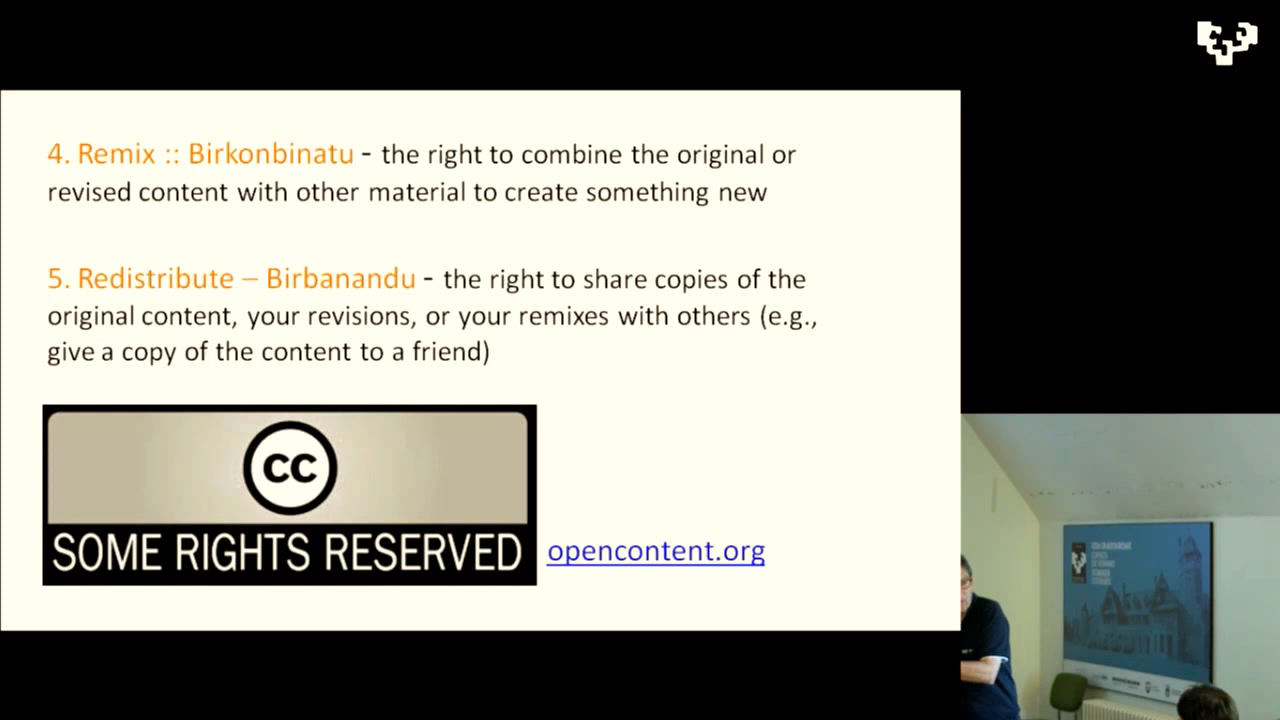 4. Remix :: Birkonbinatu - the right to combine the original or
revised content with other material to create something new
5. Redistribute – Birbanandu - the right to share copies of the
original content, your revisions, or your remixes with others (e.g.,
give a copy of the content to a friend)
cc
SOME RIGHTS RESERVED
opencontent.org